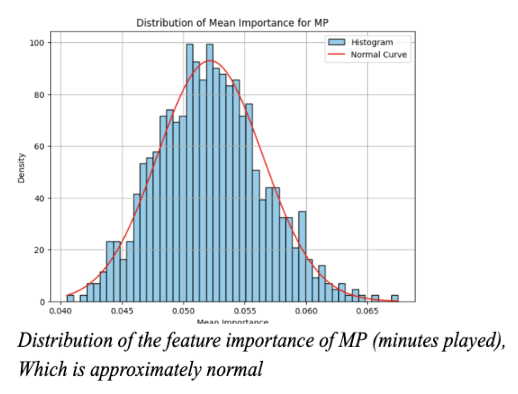 Distribution of Mean Importance for MP
Histogram
Normal Curve
100
80
60
40
20
0
Density
0.040 0.045 0.050 0.055 0.060 0.065
Mean Importance
Distribution of the feature importance of MP (minutes played),
Which is approximately normal